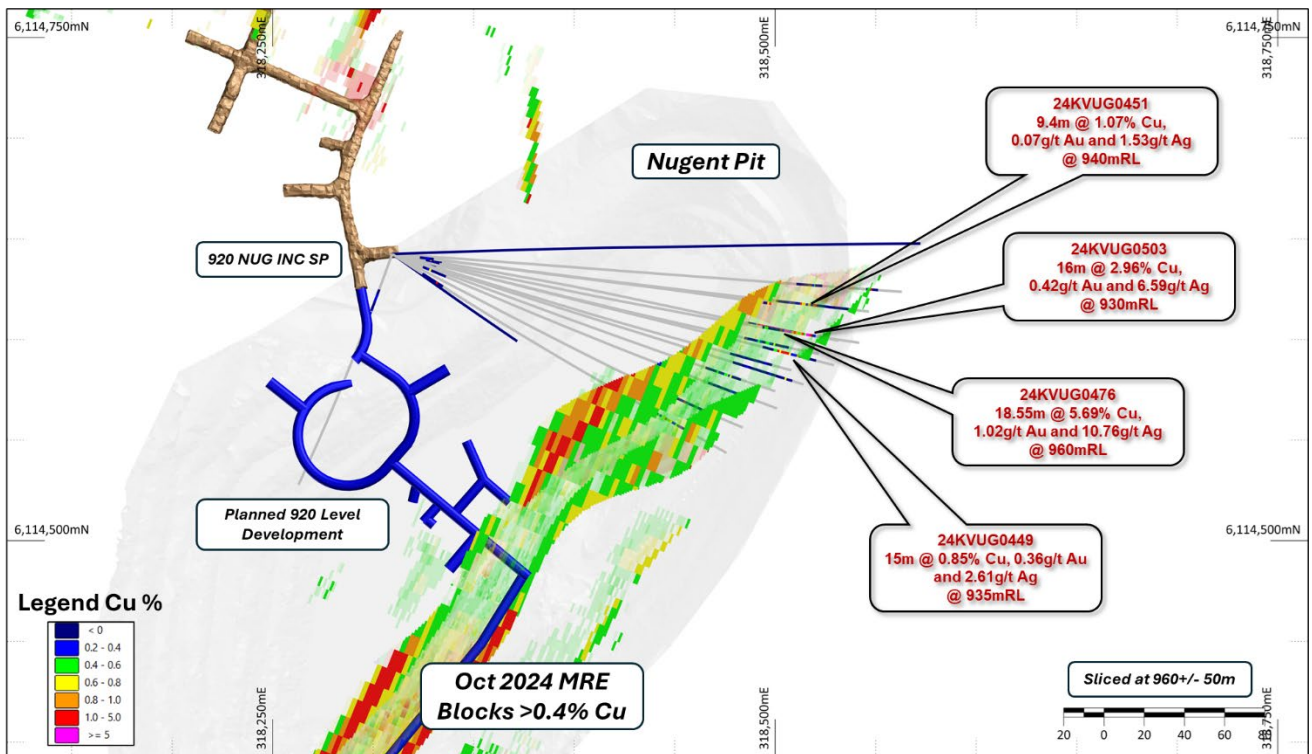 6,114,750mN
318,250mE
318,500mE
6,114,750mN
318,750mE
24KVUG0451
9.4m @ 1.07% Cu,
0.07g/t Au and 1.53g/t Ag
@ 940mRL
Nugent Pit
920 NUG INC SP
24KVUG0503
16m @ 2.96% Cu,
0.42g/t Au and 6.59g/t Ag
@ 930mRL
24KVUG0476
18.55m @ 5.69% Cu,
1.02g/t Au and 10.76g/t Ag
@ 960mRL
Planned 920 Level
Development
24KVUG0449
15m @ 0.85% Cu, 0.36g/t Au
and 2.61g/t Ag
@ 935mRL
6,114,500mN
6,114,500mN
Legend Cu %
< 0
0.2 - 0.4
0.4 - 0.6
0.6 - 0.8
0.8 - 1.0
1.0 - 5.0
>= 5
Oct 2024 MRE
Blocks >0.4% Cu
Sliced at 960+/- 50m
20 0 20 40 60
318,250mE
318,500mE
318,750mE